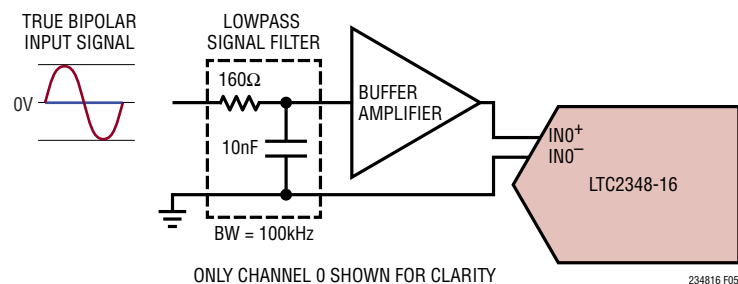 TRUE BIPOLAR
INPUT SIGNAL
LOWPASS
SIGNAL FILTER
160Ω
0V
BUFFER
AMPLIFIER
10nF
IN0+
IN0−
LTC2348-16
BW = 100kHz
ONLY CHANNEL 0 SHOWN FOR CLARITY
234816 F05